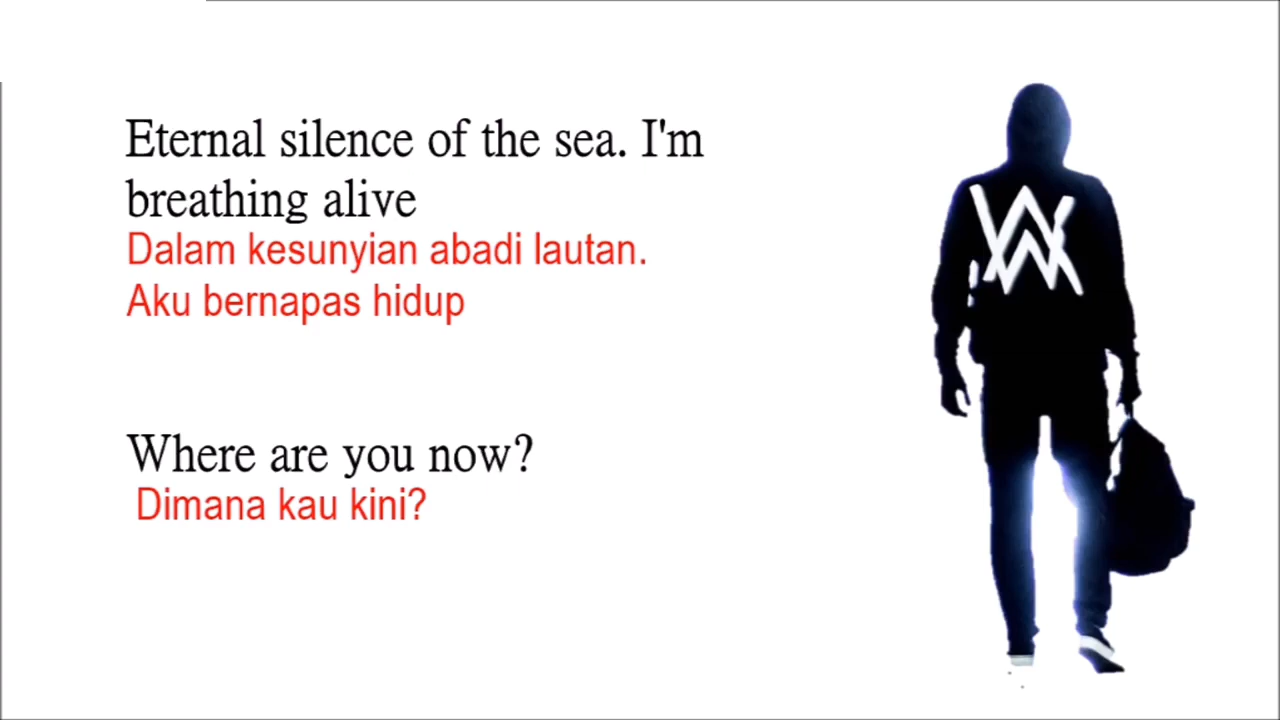 Eternal silence of the sea. I'm
breathing alive
Dalam kesunyian abadi lautan.
Aku bernapas hidup
Where are you now?
Dimana kau kini?